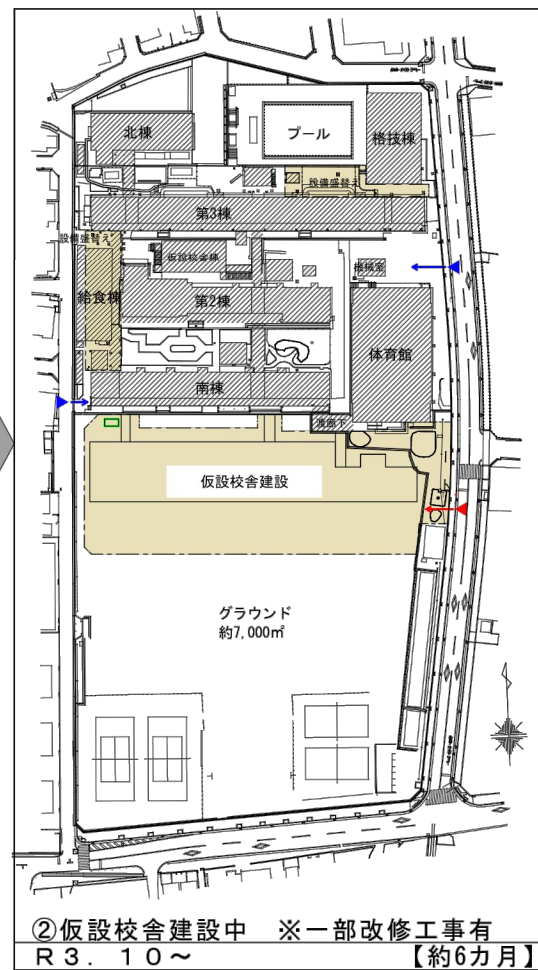 北棟
プール
格技棟
設備盛替え
第3棟
設備盛替え
仮設校舎棟
機械室
給食棟
第2棟
体育館
南棟
渡廊下
仮設校舎建設
グラウンド
約7,000㎡
②仮設校舎建設中 ※一部改修工事有
R3. 10～ 【約6カ月】